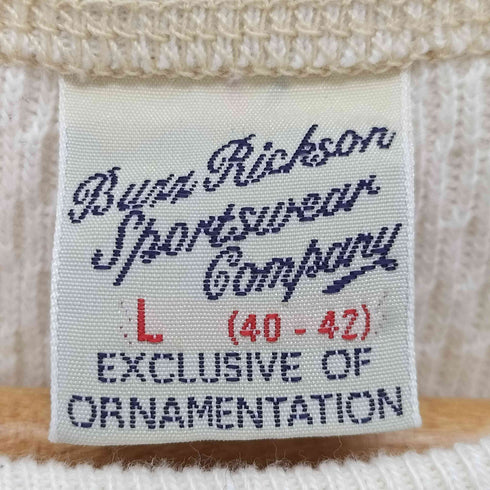 Buzz Rickson
Sportswear
Company
L (40 - 42)
EXCLUSIVE OF
ORNAMENTATION